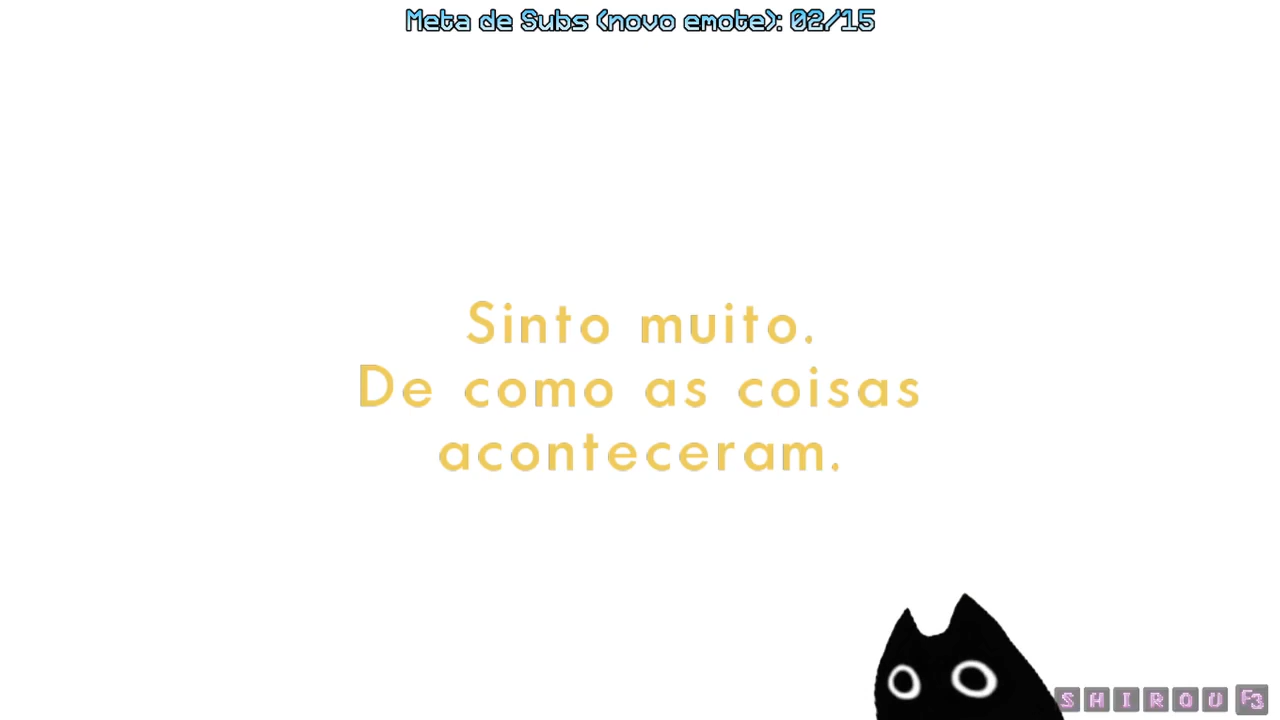 Meta de Subs (novo emote): 02/15
Sinto muito.
De como as coisas
aconteceram.
SHIROU F3